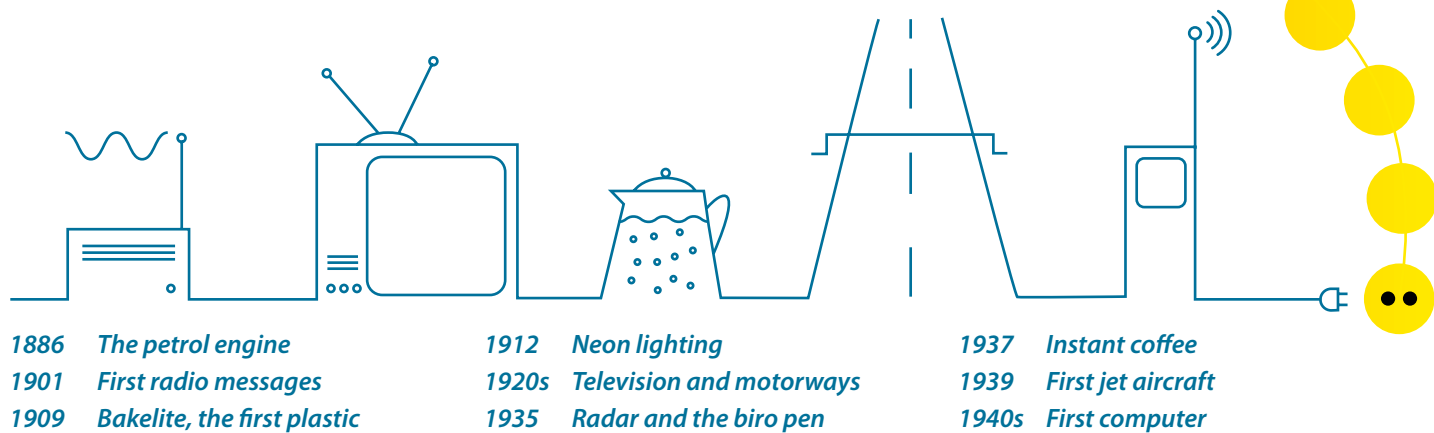 1886 The petrol engine
1901 First radio messages
1909 Bakelite, the first plastic
1912 Neon lighting
1920s Television and motorways
1935 Radar and the biro pen
1937 Instant coffee
1939 First jet aircraft
1940s First computer